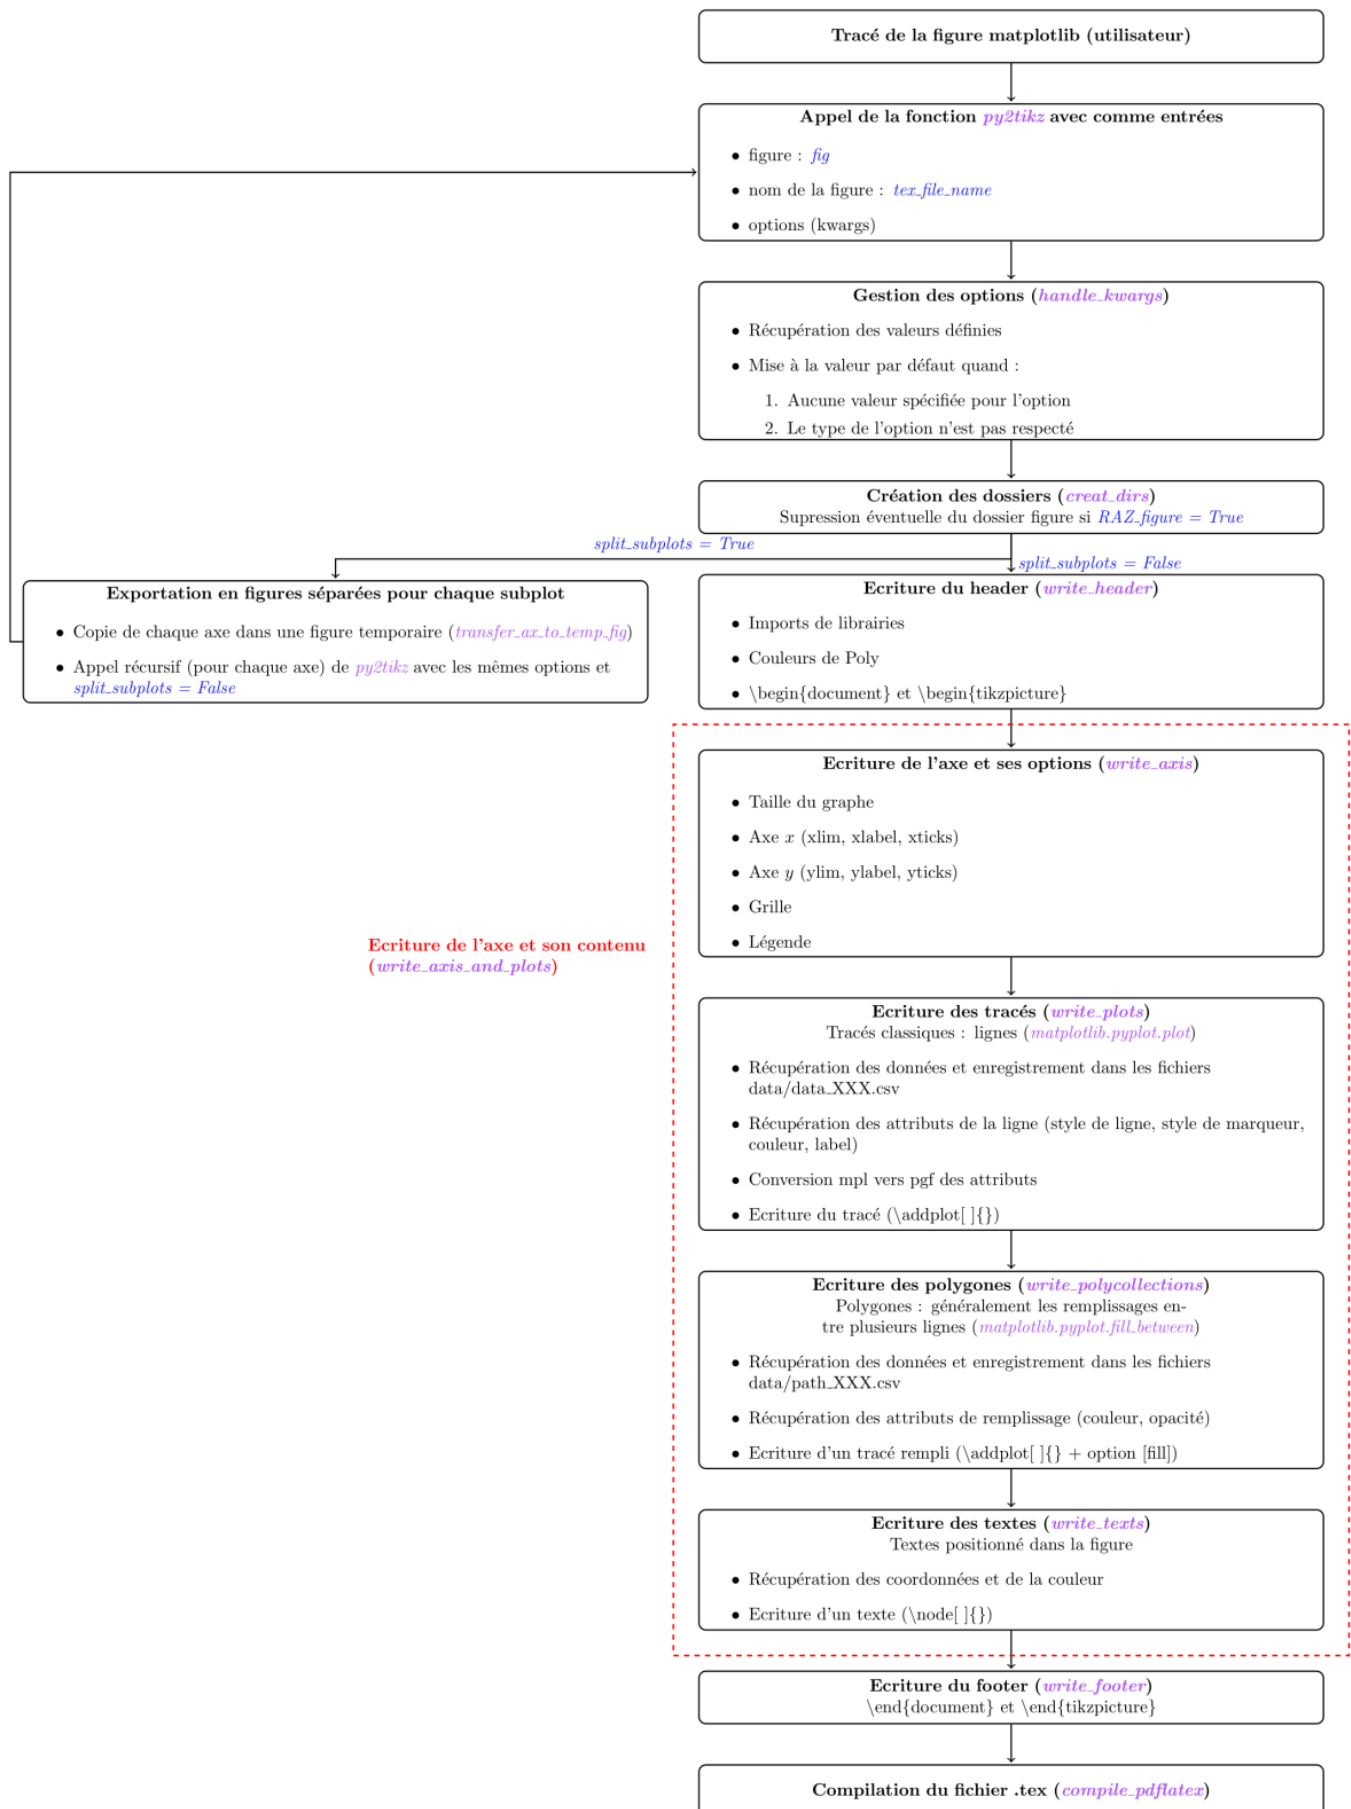 Tracé de la figure matplotlib (utilisateur)
Appel de la fonction py2tikz avec comme entrées
• figure : fig
• nom de la figure : tex_file_name
• options (kwargs)
Gestion des options (handle_kwargs)
• Récupération des valeurs définies
• Mise à la valeur par défaut quand :
1. Aucune valeur spécifiée pour l'option
2. Le type de l'option n'est pas respecté
Création des dossiers (creat_dirs)
Supression éventuelle du dossier figure si RAZ_figure = True
split_subplots = True
split_subplots = False
Exportation en figures séparées pour chaque subplot
• Copie de chaque axe dans une figure temporaire (transfer_ax_to_temp_fig)
• Appel récursif (pour chaque axe) de py2tikz avec les mêmes options et
split_subplots = False
Ecriture du header (write_header)
• Imports de librairies
• Couleurs de Poly
• \begin{document} et \begin{tikzpicture}
Ecriture de l'axe et son contenu
(write_axis_and_plots)
Ecriture de l'axe et ses options (write_axis)
• Taille du graphe
• Axe x (xlim, xlabel, xticks)
• Axe y (ylim, ylabel, yticks)
• Grille
• Légende
Ecriture des tracés (write_plots)
Tracés classiques : lignes (matplotlib.pyplot.plot)
• Récupération des données et enregistrement dans les fichiers
data/data_XXX.csv
• Récupération des attributs de la ligne (style de ligne, style de marqueur,
couleur, label)
• Conversion mpl vers pgf des attributs
• Ecriture du tracé (\addplot[ ]{})
Ecriture des polygones (write_polycollections)
Polygones : généralement les remplissages en-
tre plusieurs lignes (matplotlib.pyplot.fill_between)
• Récupération des données et enregistrement dans les fichiers
data/path_XXX.csv
• Récupération des attributs de remplissage (couleur, opacité)
• Ecriture d'un tracé rempli (\addplot[ ]{} + option [fill])
Ecriture des textes (write_texts)
Textes positionné dans la figure
• Récupération des coordonnées et de la couleur
• Ecriture d'un texte (\node[ ]{})
Ecriture du footer (write_footer)
\end{document} et \end{tikzpicture}
Compilation du fichier .tex (compile_pdflatex)